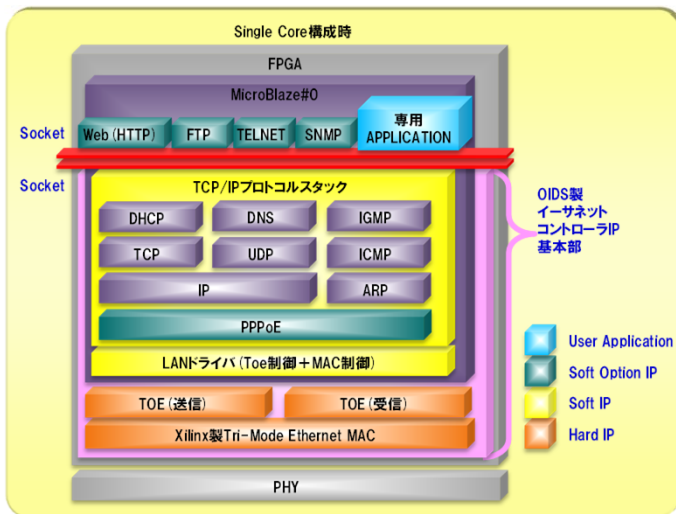 Single Core構成時
FPGA
MicroBlaze#0
専用
APPLICATION
Socket
Web(HTTP)
FTP
TELNET
SNMP
Socket
TCP/IPプロトコルスタック
DHCP
DNS
IGMP
TCP
UDP
ICMP
IP
ARP
PPPoE
LANドライバ(Toe制御+MAC制御)
TOE(送信)
TOE(受信)
Xilinx製Tri-Mode Ethernet MAC
PHY
OIDS製
イーサネット
コントローラIP
基本部
User Application
Soft Option IP
Soft IP
Hard IP